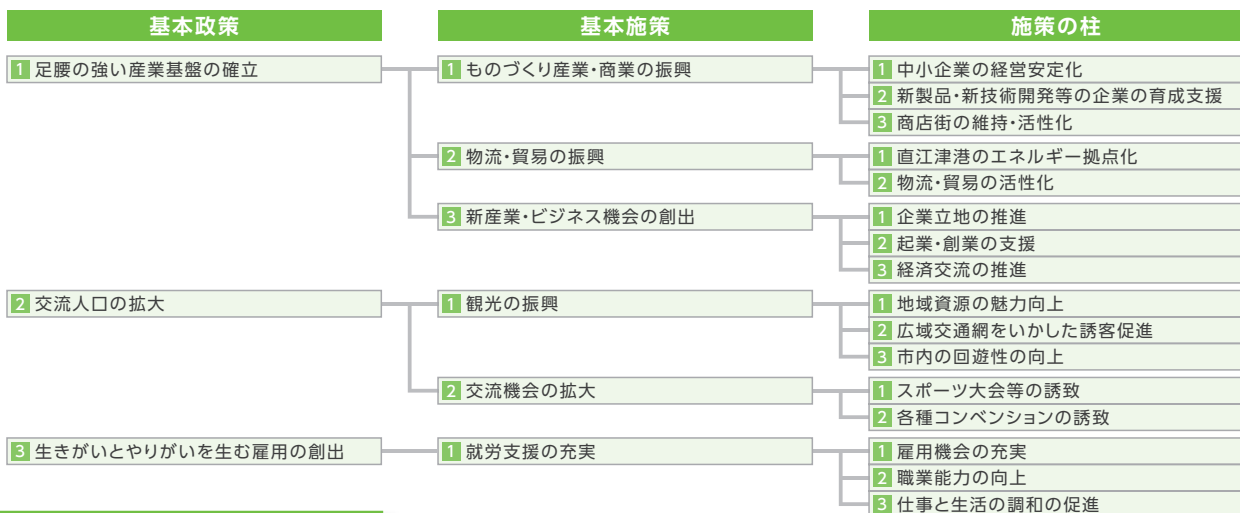 基本政策 基本施策 施策の柱
1 足腰の強い産業基盤の確立 1 ものづくり産業・商業の振興 1 中小企業の経営安定化
2 新製品・新技術開発等の企業の育成支援
3 商店街の維持・活性化
2 物流・貿易の振興 1 直江津港のエネルギー拠点化
2 物流・貿易の活性化
3 新産業・ビジネス機会の創出 1 企業立地の推進
2 起業・創業の支援
3 経済交流の推進
2 交流人口の拡大 1 観光の振興 1 地域資源の魅力向上
2 広域交通網をいかした誘客促進
3 市内の回遊性の向上
2 交流機会の拡大 1 スポーツ大会等の誘致
2 各種コンベンションの誘致
3 生きがいとやりがいを生む雇用の創出 1 就労支援の充実 1 雇用機会の充実
2 職業能力の向上
3 仕事と生活の調和の促進